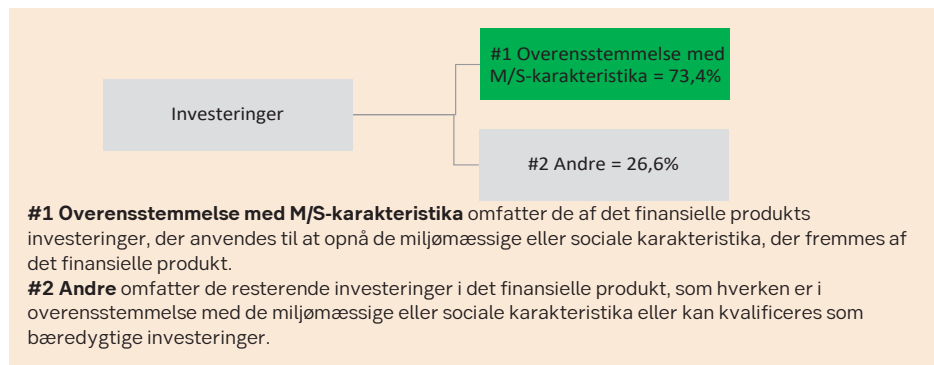 #1 Overensstemmelse med
M/S-karakteristika = 73,4%
Investeringer
#2 Andre = 26,6%
#1 Overensstemmelse med M/S-karakteristika omfatter de af det finansielle produkts
investeringer, der anvendes til at opnå de miljømæssige eller sociale karakteristika, der fremmes af
det finansielle produkt.
#2 Andre omfatter de resterende investeringer i det finansielle produkt, som hverken er i
overensstemmelse med de miljømæssige eller sociale karakteristika eller kan kvalificeres som
bæredygtige investeringer.